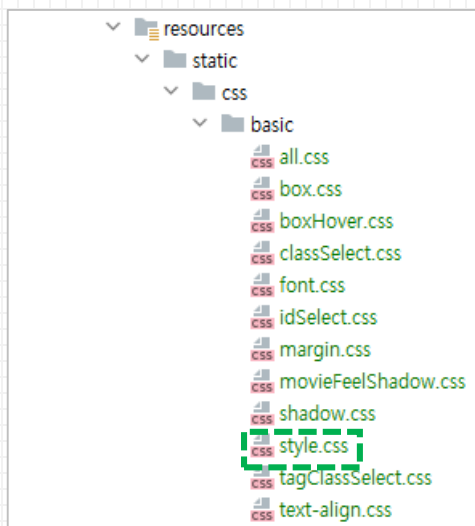 resources
static
css
basic
CSS all.css
CSS box.css
CSS boxHover.css
CSS classSelect.css
CSS font.css
CSS idSelect.css
CSS margin.css
CSS movieFeelShadow.css
CSS shadow.css
CSS style.css
CSS tagClassSelect.css
CSS text-align.css